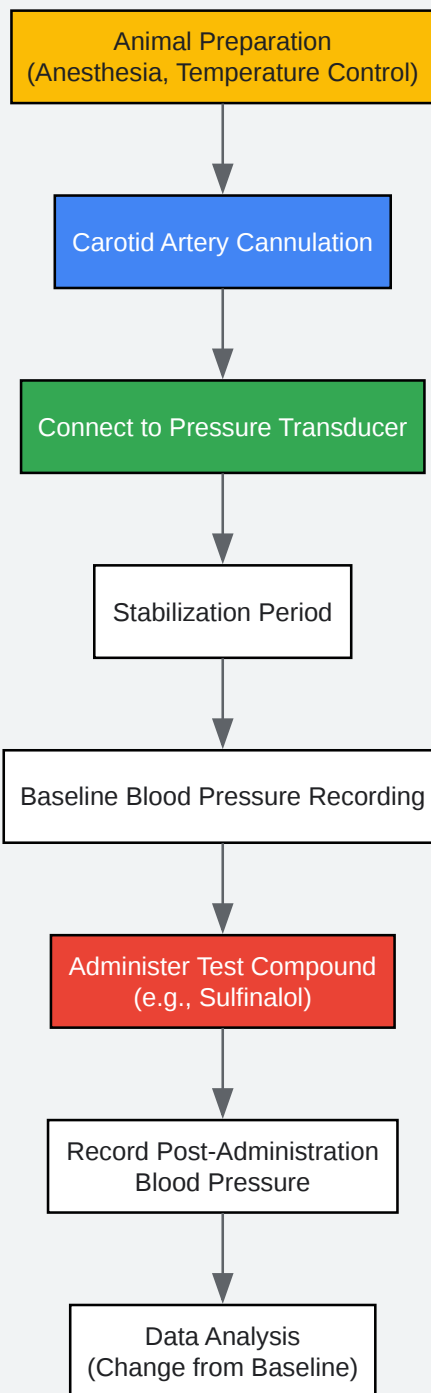 Animal Preparation
(Anesthesia, Temperature Control)
Carotid Artery Cannulation
Connect to Pressure Transducer
Stabilization Period
Baseline Blood Pressure Recording
Administer Test Compound
(e.g., Sulfinalol)
Record Post-Administration
Blood Pressure
Data Analysis
(Change from Baseline)